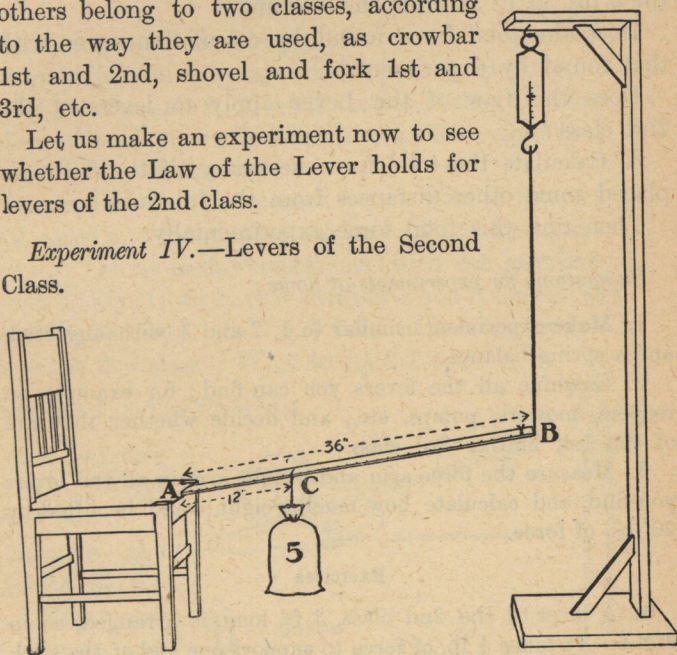 others belong to two classes, according
to the way they are used, as crowbar
1st and 2nd, shovel and fork 1st and
3rd, etc.
Let us make an experiment now to see
whether the Law of the Lever holds for
levers of the 2nd class.
Experiment IV.—Levers of the Second
Class.
36"
B
A
12"
C
5